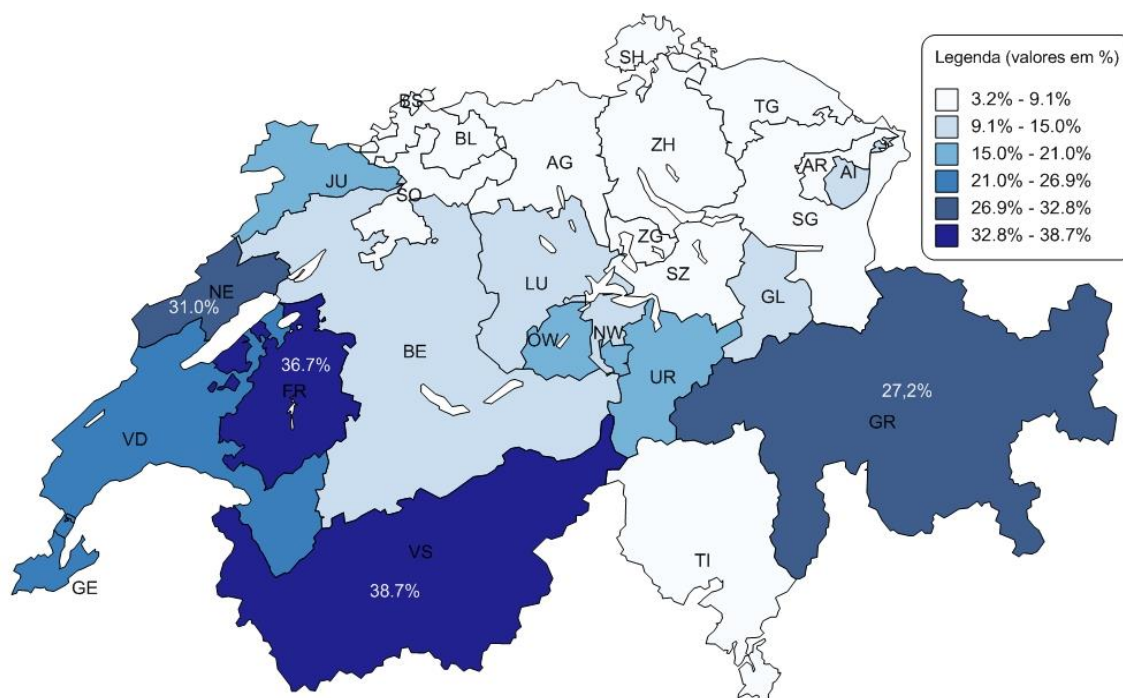 SH
Legenda (valores em %)
3.2% - 9.1%
9.1% - 15.0%
15.0% - 21.0%
21.0% - 26.9%
26.9% - 32.8%
32.8% - 38.7%
BS
BL
TG
ZH
AG
AR
AI
JU
SO
SG
ZG
SZ
NE
LU
GL
31.0%
OW
NW
BE
36.7%
UR
FR
27,2%
GR
VD
VS
TI
GE
38.7%